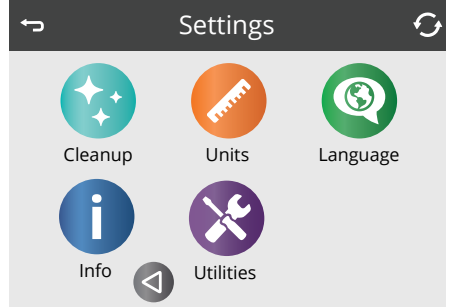 Settings
Cleanup
Units
Language
Info
Utilities